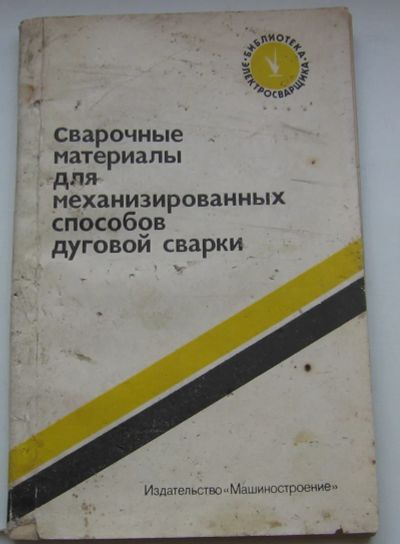 ·БИБЛИОТЕКА·
ЭЛЕКТРОСВАРЩИКА
Сварочные
материалы
для
механизированных
способов
дуговой сварки
Издательство «Машиностроение»